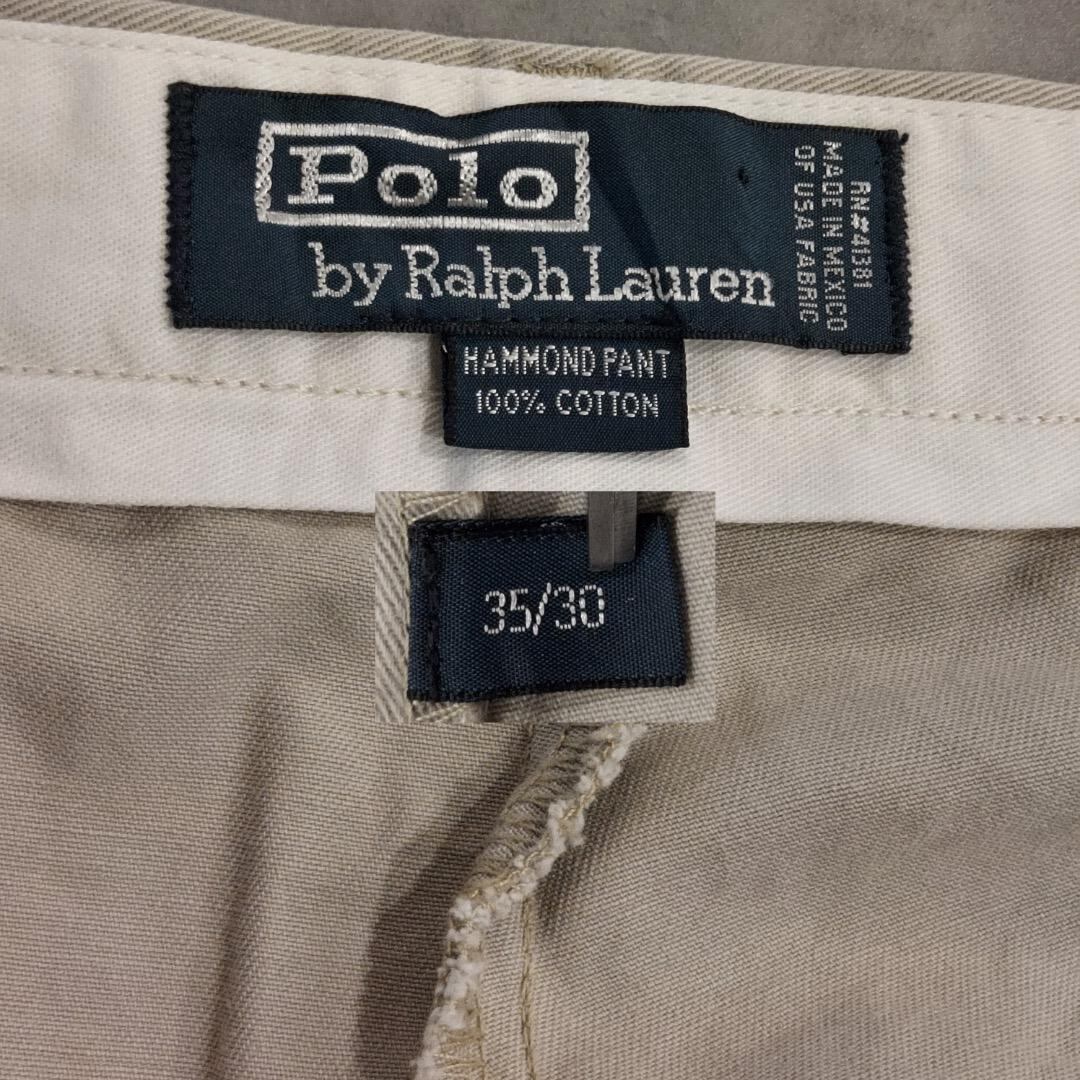 Polo
by Ralph Lauren
RN#41381
MADE IN MEXICO
OF USA FABRIC
HAMMOND PANT
100% COTTON
35/30